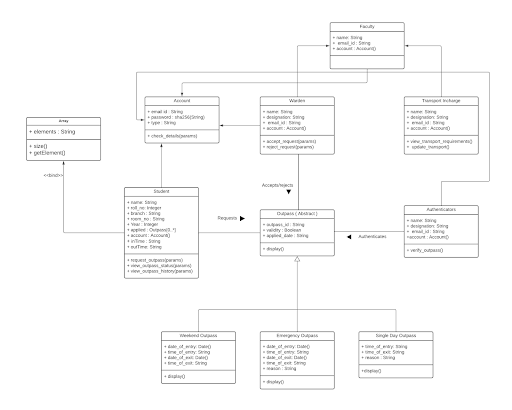 Faculty
+ name: String
+ email_id : String
+ account : Account()
Array
+ elements : String
+ size()
+ getElement()
<<bind>>
Account
+ email id : String
+ password : sha256(String)
+ type : String
+ check_details(params)
Warden
+ name: String
+ designation: String
+ email_id : String
+ account : Account()
+ accept_request(params)
+ reject_request(params)
Transport Incharge
+ name: String
+ designation: String
+ email_id : String
+ account : Account()
+ view_transport_requirements()
+ update_transport()
Student
+ name: String
+ roll_no: Integer
+ branch : String
+ room_no : String
+ Year : Integer
+ applied : Outpass[0..*]
+ account : Account()
+ inTime : String
+ outTime: String
+ request_outpass(params)
+ view_outpass_status(params)
+ view_outpass_history(params)
Requests
Accepts/rejects
Outpass ( Abstract )
+ outpass_id : String
+ validity : Boolean
+ applied_date : String
+ display()
Authenticates
Authenticators
+ name: String
+ designation: String
+ email_id : String
+account : Account()
+ verify_outpass()
Weekend Outpass
+ date_of_entry: Date()
+ time_of_entry: String
+ date_of_exit: Date()
+ time_of_exit: String
+ display()
Emergency Outpass
+ date_of_entry: Date()
+ time_of_entry: String
+ date_of_exit: Date()
+ time_of_exit: String
+ reason : String
+ display()
Single Day Outpass
+ time_of_entry: String
+ time_of_exit: String
+ reason : String
+display()